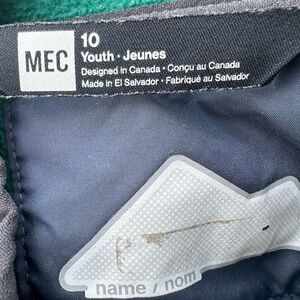 MEC
10
Youth • Jeunes
Designed in Canada • Conçu au Canada
Made in El Salvador • Fabriqué au Salvador
name / nom